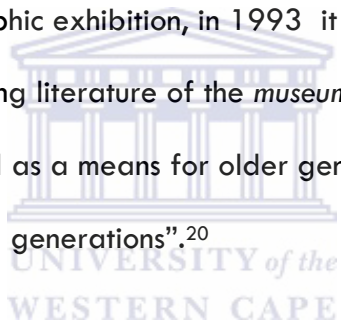 phic exhibition, in 1993 it
ng literature of the museum
d as a means for older ger
generations”.20
UNIVERSITY of the
WESTERN CAPE